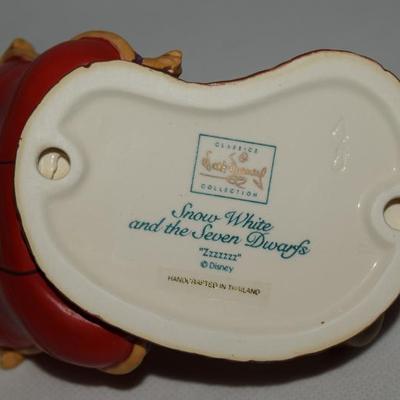 CLASSICS
Walt Disney
COLLECTION
Snow White
and the Seven Dwarfs
"Zzzzzzz"
© Disney
HANDCRAFTED IN THAILAND